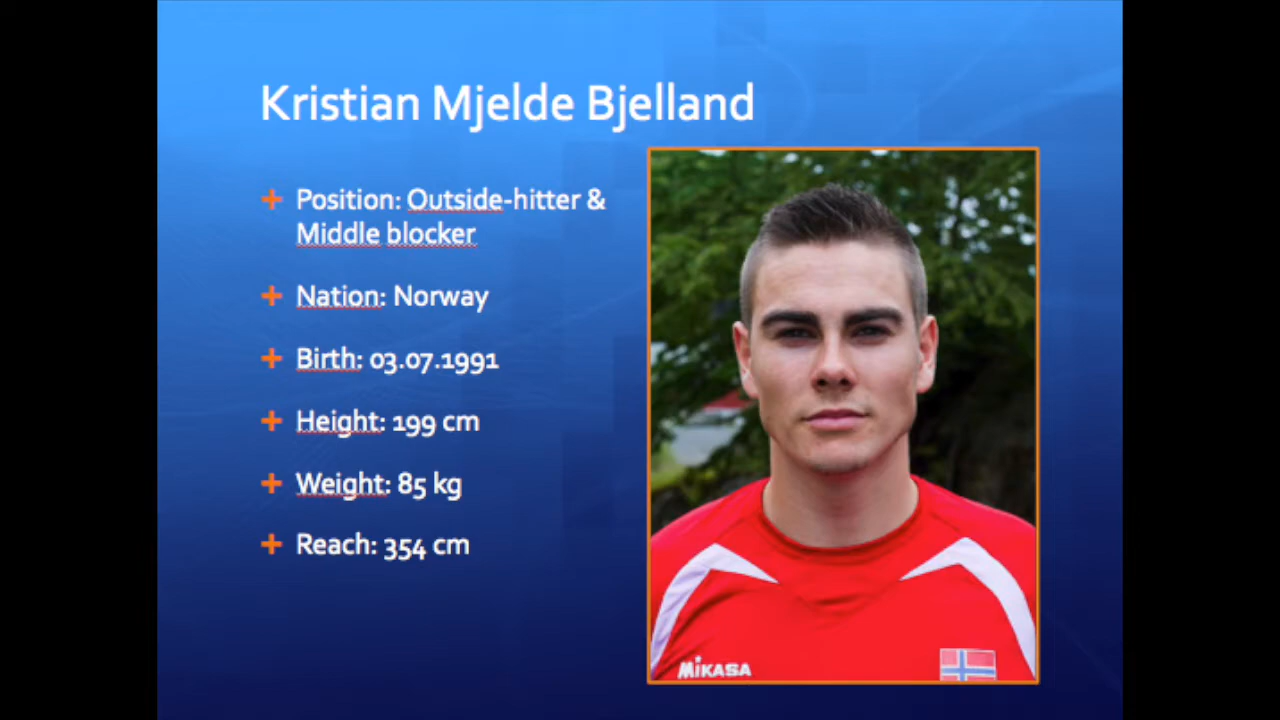 Kristian Mjelde Bjelland
Position: Outside-hitter &
Middle blocker
Nation: Norway
Birth: 03.07.1991
Height: 199 cm
Weight: 85 kg
Reach: 354 cm
MIKASA